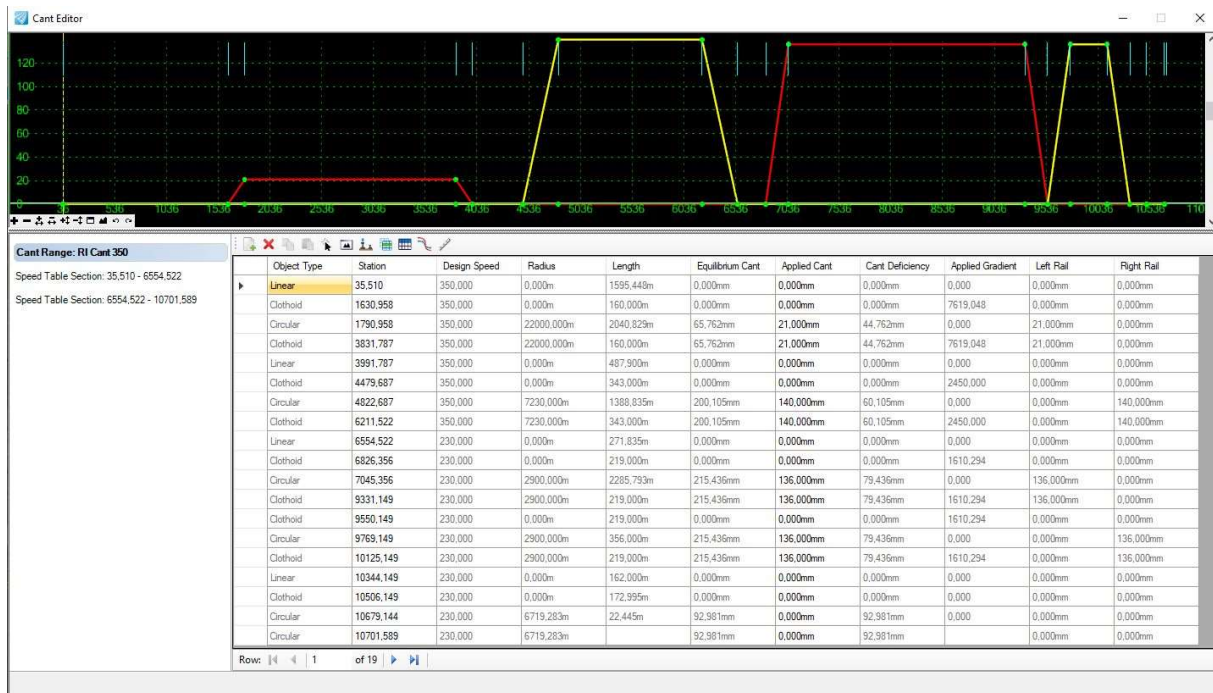 Cant Editor
120
100
80
60
40
20
0
36 536 1036 1536 2036 2536 3036 3536 4036 4536 5036 5536 6036 6536 7036 7536 8036 8536 9036 9536 10036 10536 110
Cant Range: RI Cant 350
Speed Table Section: 35,510 - 6554,522
Speed Table Section: 6554,522 - 10701,589
Object Type Station Design Speed Radius Length Equilibrium Cant Applied Cant Cant Deficiency Applied Gradient Left Rail Right Rail
Linear 35,510 350,000 0,000m 1595,448m 0,000mm 0,000mm 0,000mm 0,000 0,000mm 0,000mm
Clothoid 1630,958 350,000 0,000m 160,000m 0,000mm 0,000mm 0,000mm 7619,048 0,000mm 0,000mm
Circular 1790,958 350,000 22000,000m 2040,829m 65,762mm 21,000mm 44,762mm 0,000 21,000mm 0,000mm
Clothoid 3831,787 350,000 22000,000m 160,000m 65,762mm 21,000mm 44,762mm 7619,048 21,000mm 0,000mm
Linear 3991,787 350,000 0,000m 487,900m 0,000mm 0,000mm 0,000mm 0,000 0,000mm 0,000mm
Clothoid 4479,687 350,000 0,000m 343,000m 0,000mm 0,000mm 0,000mm 2450,000 0,000mm 0,000mm
Circular 4822,687 350,000 7230,000m 1388,835m 200,105mm 140,000mm 60,105mm 0,000 0,000mm 140,000mm
Clothoid 6211,522 350,000 7230,000m 343,000m 200,105mm 140,000mm 60,105mm 2450,000 0,000mm 140,000mm
Linear 6554,522 230,000 0,000m 271,835m 0,000mm 0,000mm 0,000mm 0,000 0,000mm 0,000mm
Clothoid 6826,356 230,000 0,000m 219,000m 0,000mm 0,000mm 0,000mm 1610,294 0,000mm 0,000mm
Circular 7045,356 230,000 2900,000m 2285,793m 215,436mm 136,000mm 79,436mm 0,000 136,000mm 0,000mm
Clothoid 9331,149 230,000 2900,000m 219,000m 215,436mm 136,000mm 79,436mm 1610,294 136,000mm 0,000mm
Clothoid 9550,149 230,000 0,000m 219,000m 0,000mm 0,000mm 0,000mm 1610,294 0,000mm 0,000mm
Circular 9769,149 230,000 2900,000m 356,000m 215,436mm 136,000mm 79,436mm 0,000 0,000mm 136,000mm
Clothoid 10125,149 230,000 2900,000m 219,000m 215,436mm 136,000mm 79,436mm 1610,294 0,000mm 136,000mm
Linear 10344,149 230,000 0,000m 162,000m 0,000mm 0,000mm 0,000mm 0,000 0,000mm 0,000mm
Clothoid 10506,149 230,000 0,000m 172,995m 0,000mm 0,000mm 0,000mm 0,000 0,000mm 0,000mm
Circular 10679,144 230,000 6719,283m 22,445m 92,981mm 0,000mm 92,981mm 0,000 0,000mm 0,000mm
Circular 10701,589 230,000 6719,283m 92,981mm 0,000mm 92,981mm 0,000mm 0,000mm
Row: 1 of 19